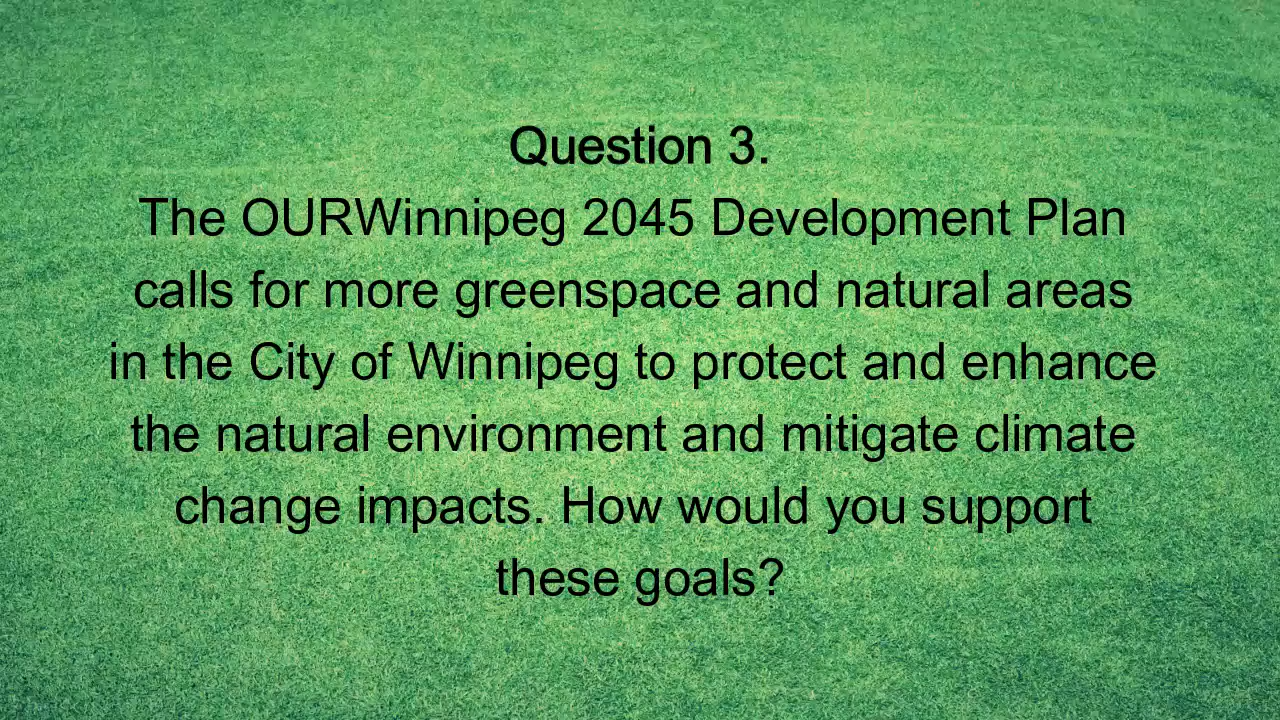 Question 3.
The OURWinnipeg 2045 Development Plan
calls for more greenspace and natural areas
in the City of Winnipeg to protect and enhance
the natural environment and mitigate climate
change impacts. How would you support
these goals?